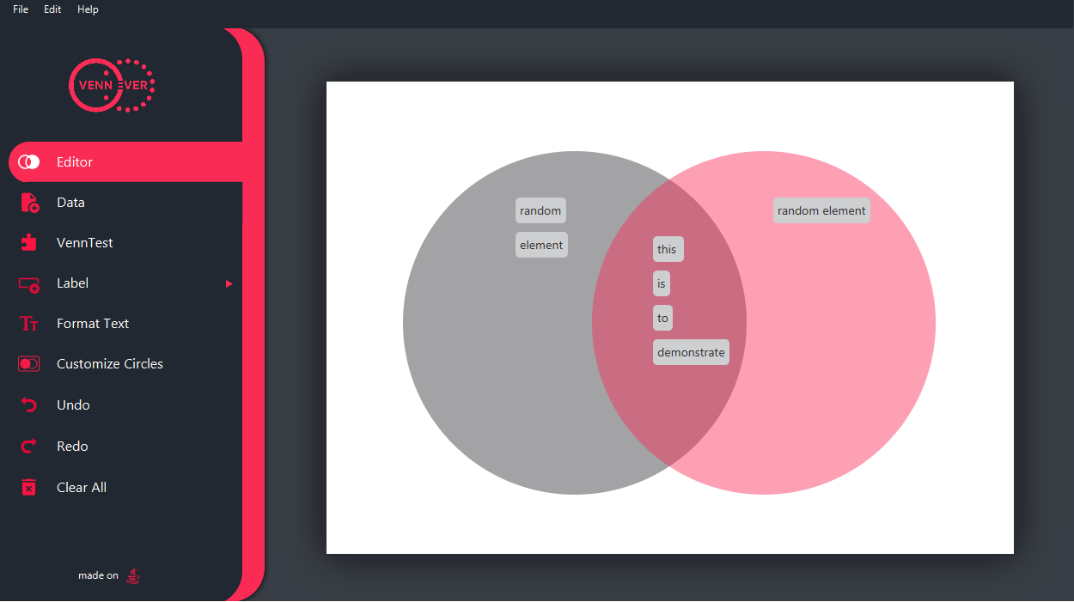 File Edit Help
VENN EVER
Editor
Data
VennTest
Label
Format Text
Customize Circles
Undo
Redo
Clear All
made on
random
element
this
is
to
demonstrate
random element